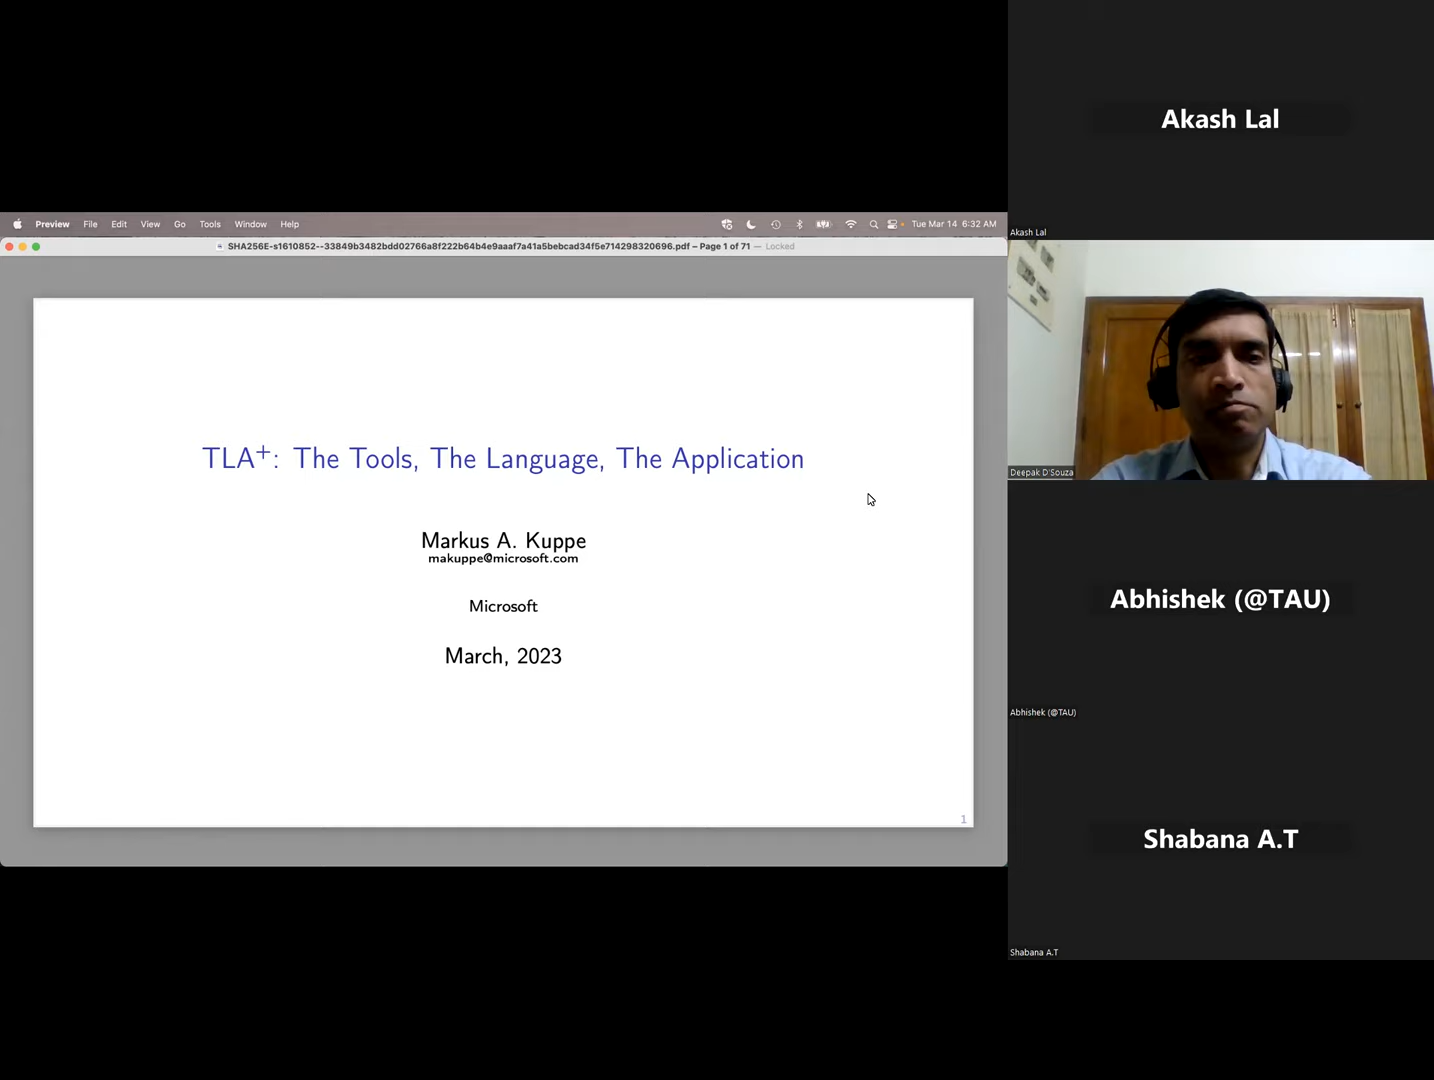 Preview File Edit View Go Tools Window Help Tue Mar 14 6:32 AM
SHA256E-s1610852--33849b3482bdd02766a8f222b64b4e9aaaf7a41a5bebcad34f5e714298320696.pdf – Page 1 of 71 — Locked
TLA+: The Tools, The Language, The Application
Markus A. Kuppe
makuppe@microsoft.com
Microsoft
March, 2023
1
Akash Lal
Akash Lal
Deepak D'Souza
Abhishek (@TAU)
Abhishek (@TAU)
Shabana A.T
Shabana A.T